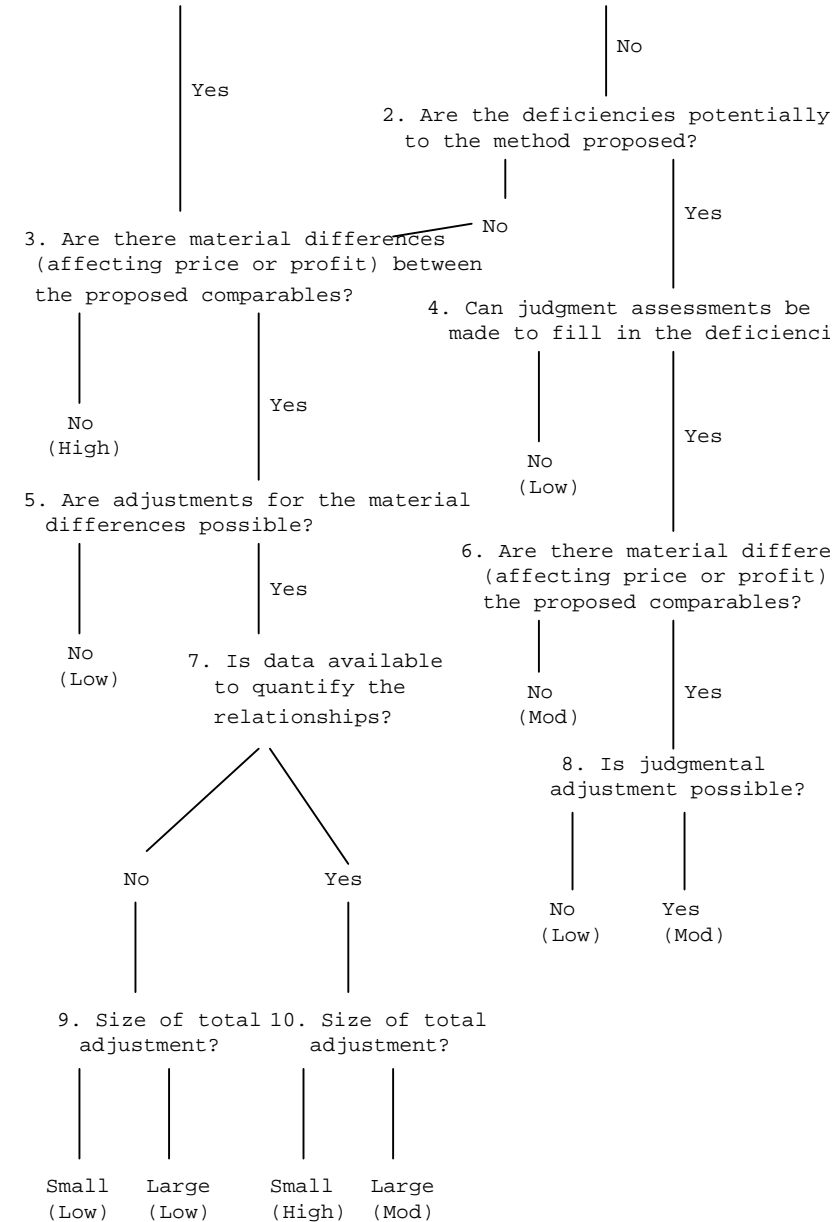 No
Yes
2. Are the deficiencies potentially
to the method proposed?
No
Yes
3. Are there material differences
(affecting price or profit) between
the proposed comparables?
4. Can judgment assessments be
made to fill in the deficienci
Yes
No
(High)
Yes
No
(Low)
5. Are adjustments for the material
differences possible?
6. Are there material differe
(affecting price or profit)
the proposed comparables?
Yes
No
(Low)
7. Is data available
to quantify the
relationships?
No
(Mod)
Yes
8. Is judgmental
adjustment possible?
No
Yes
No
(Low)
Yes
(Mod)
9. Size of total
adjustment?
10. Size of total
adjustment?
Small
(Low)
Large
(Low)
Small
(High)
Large
(Mod)